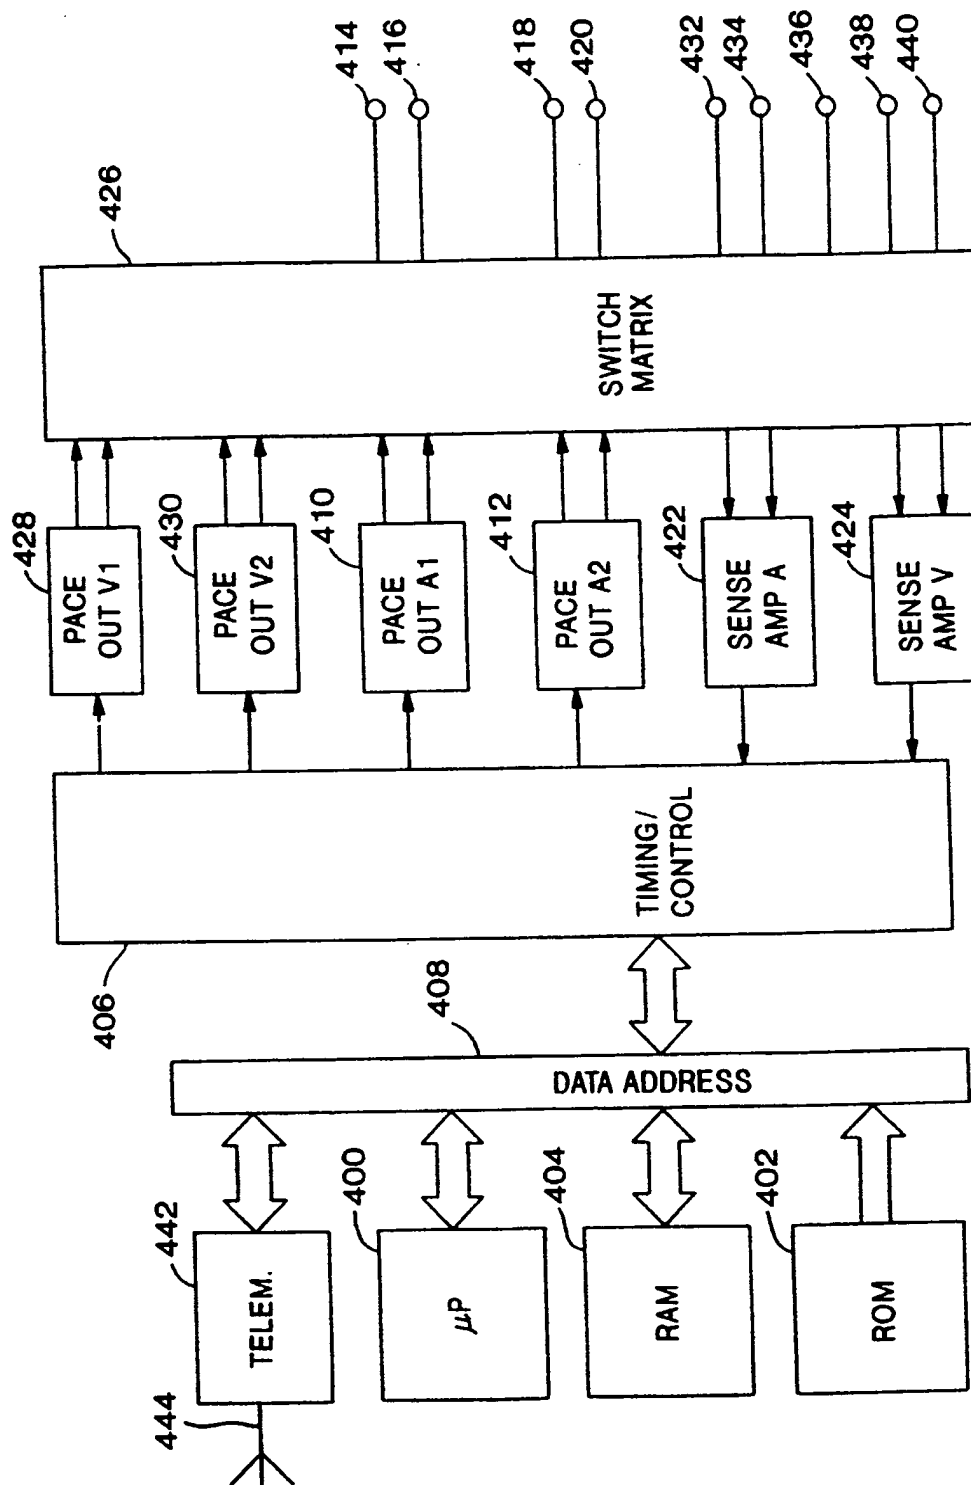 444
442
TELEM.
400
μP
404
RAM
402
ROM
408
DATA ADDRESS
406
TIMING/
CONTROL
428
PACE
OUT V1
430
PACE
OUT V2
410
PACE
OUT A1
412
PACE
OUT A2
422
SENSE
AMP A
424
SENSE
AMP V
426
SWITCH
MATRIX
414
416
418
420
432
434
436
438
440